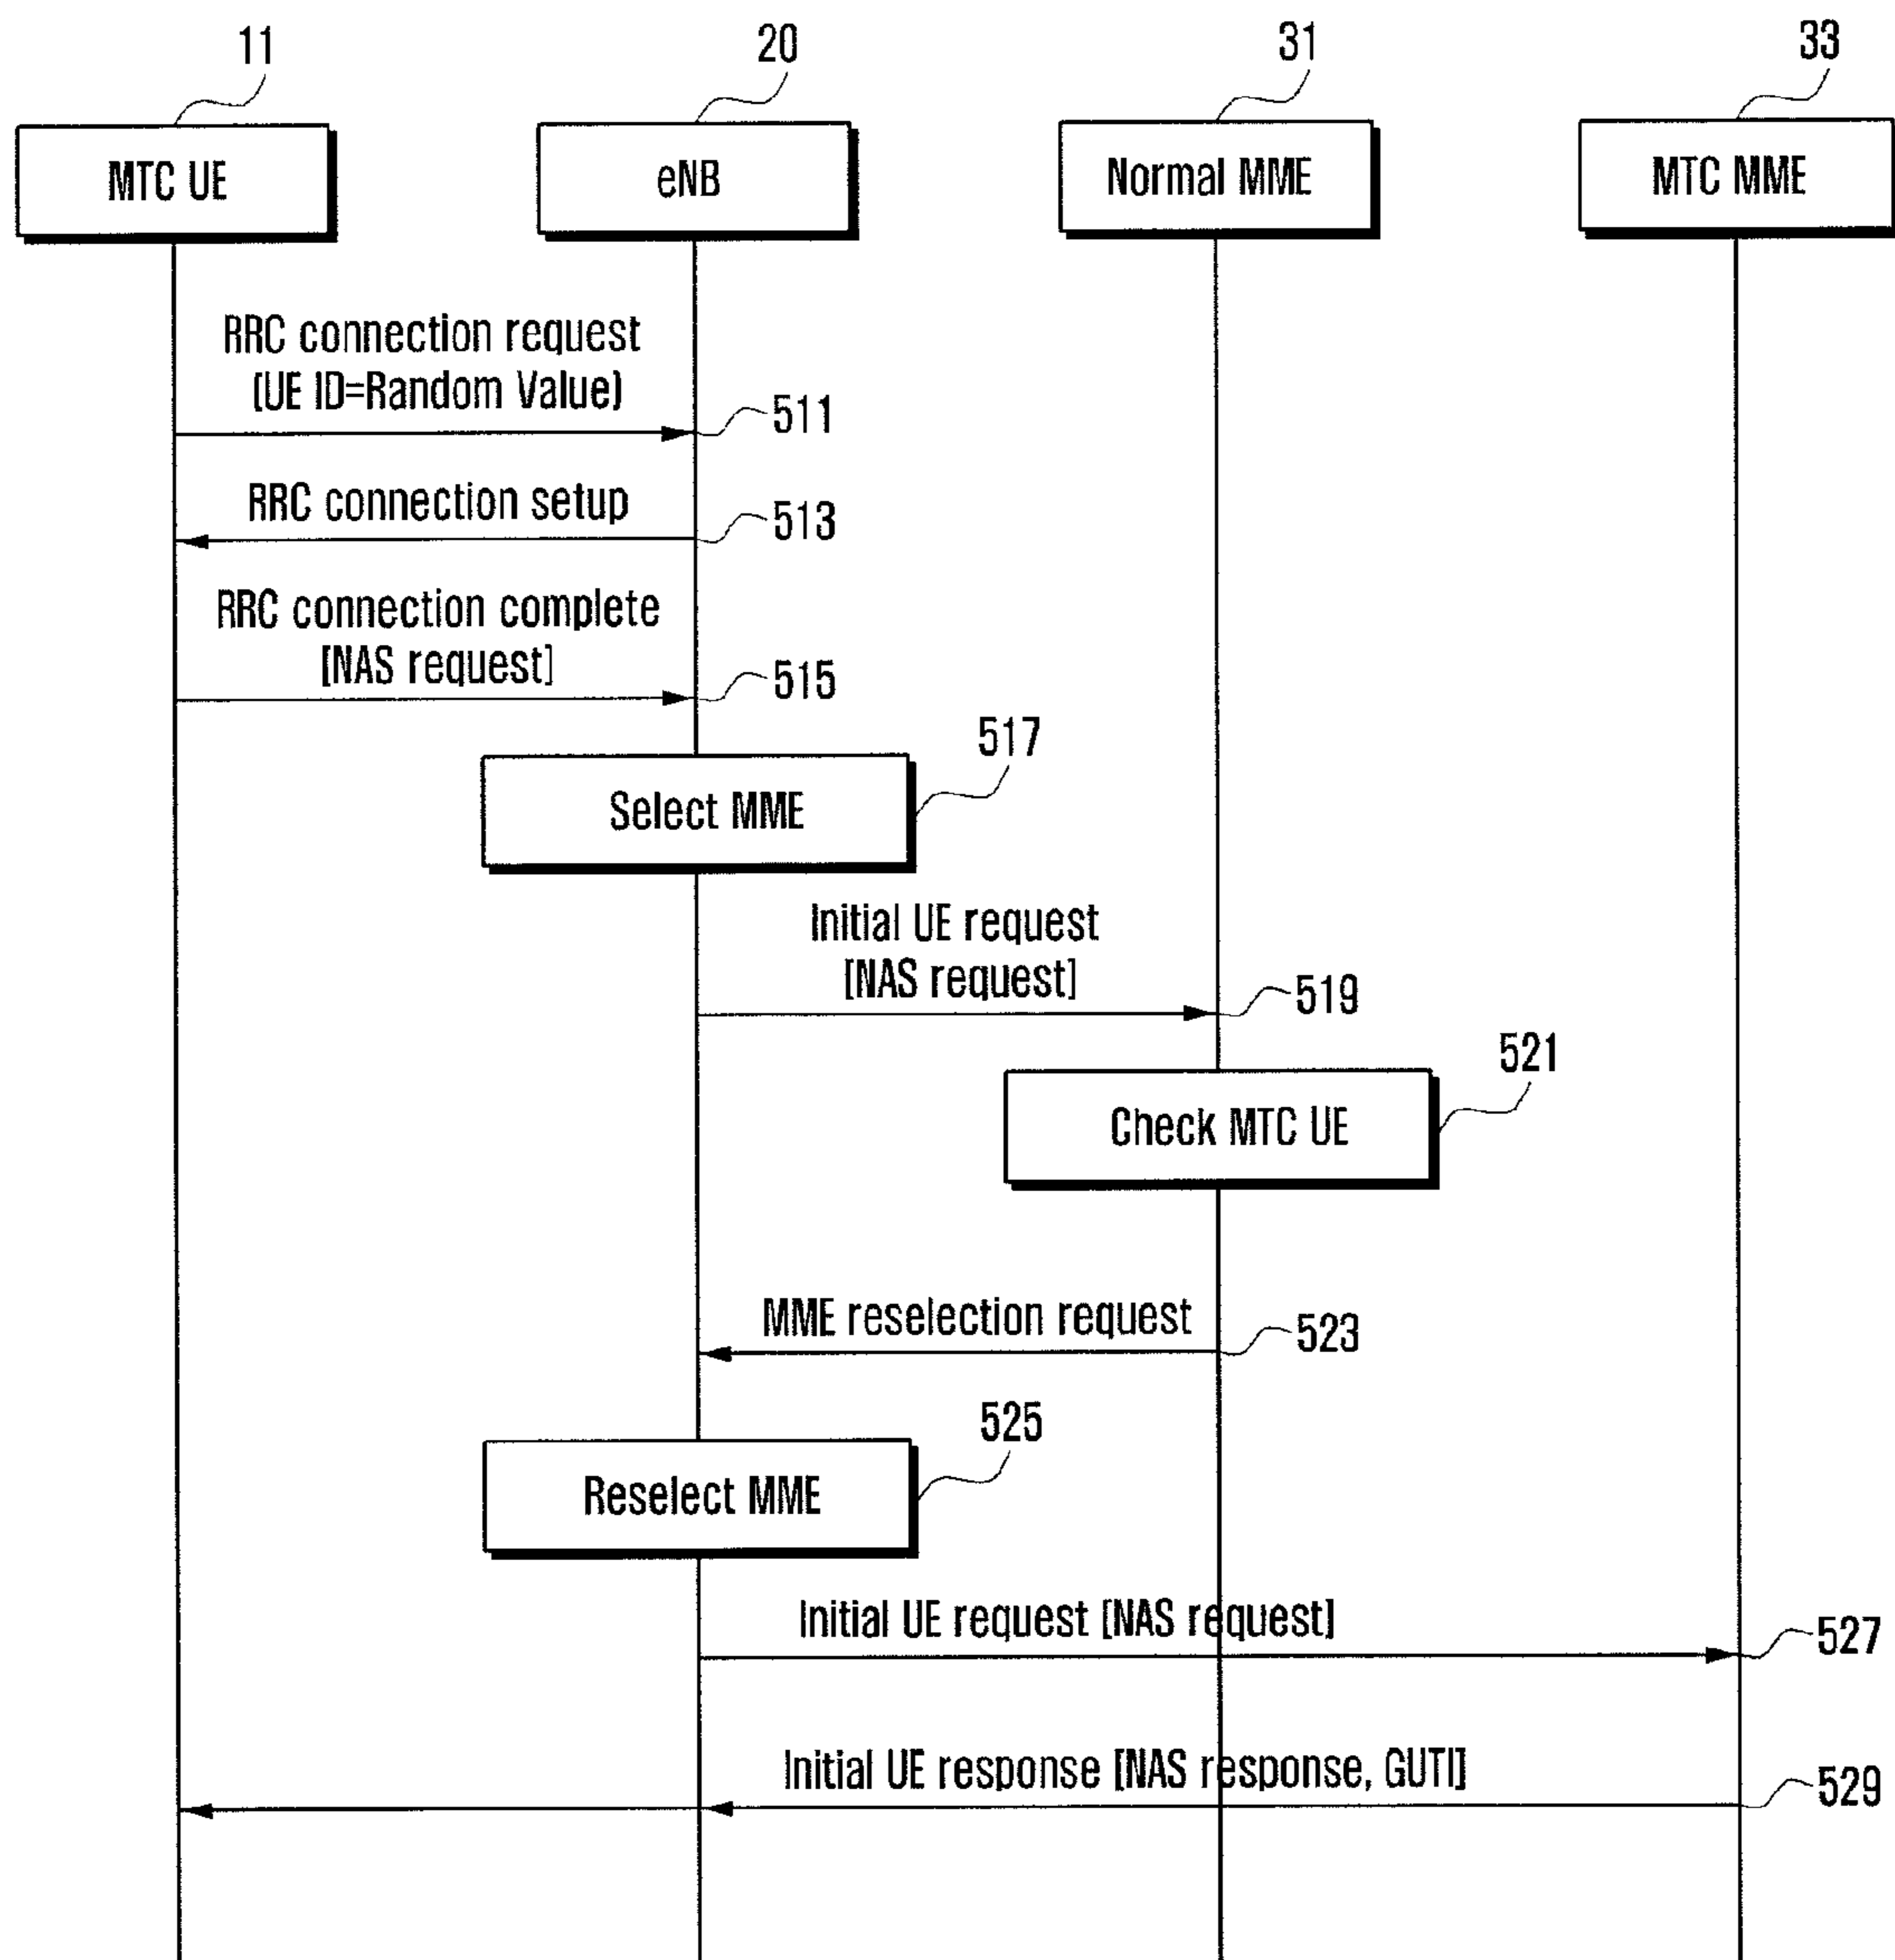 11
20
31
33
MTC UE
eNB
Normal MME
MTC MME
RRC connection request
(UE ID=Random Value)
511
RRC connection setup
513
RRC connection complete
[NAS request]
515
517
Select MME
Initial UE request
[NAS request]
519
521
Check MTC UE
MME reselection request
523
525
Reselect MME
Initial UE request [NAS request]
527
Initial UE response [NAS response, GUTI]
529